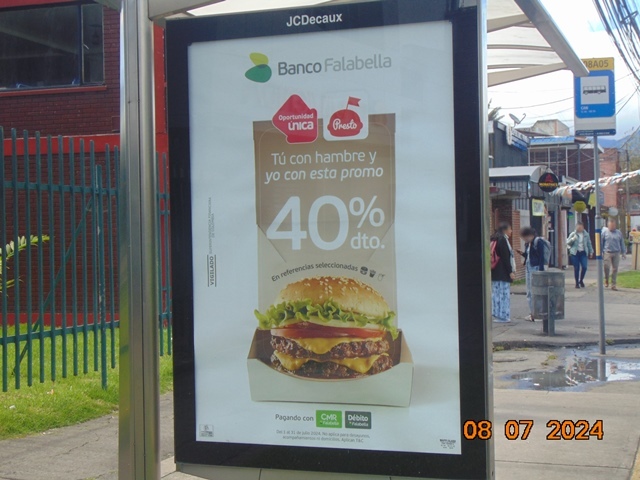 JCDecaux
Banco Falabella
Oportunidad
única
Presto
Tú con hambre y
yo con esta promo
40%
dto.
En referencias seleccionadas
VIGILADO
Pagando con
CMR
Débito
08 07 2024